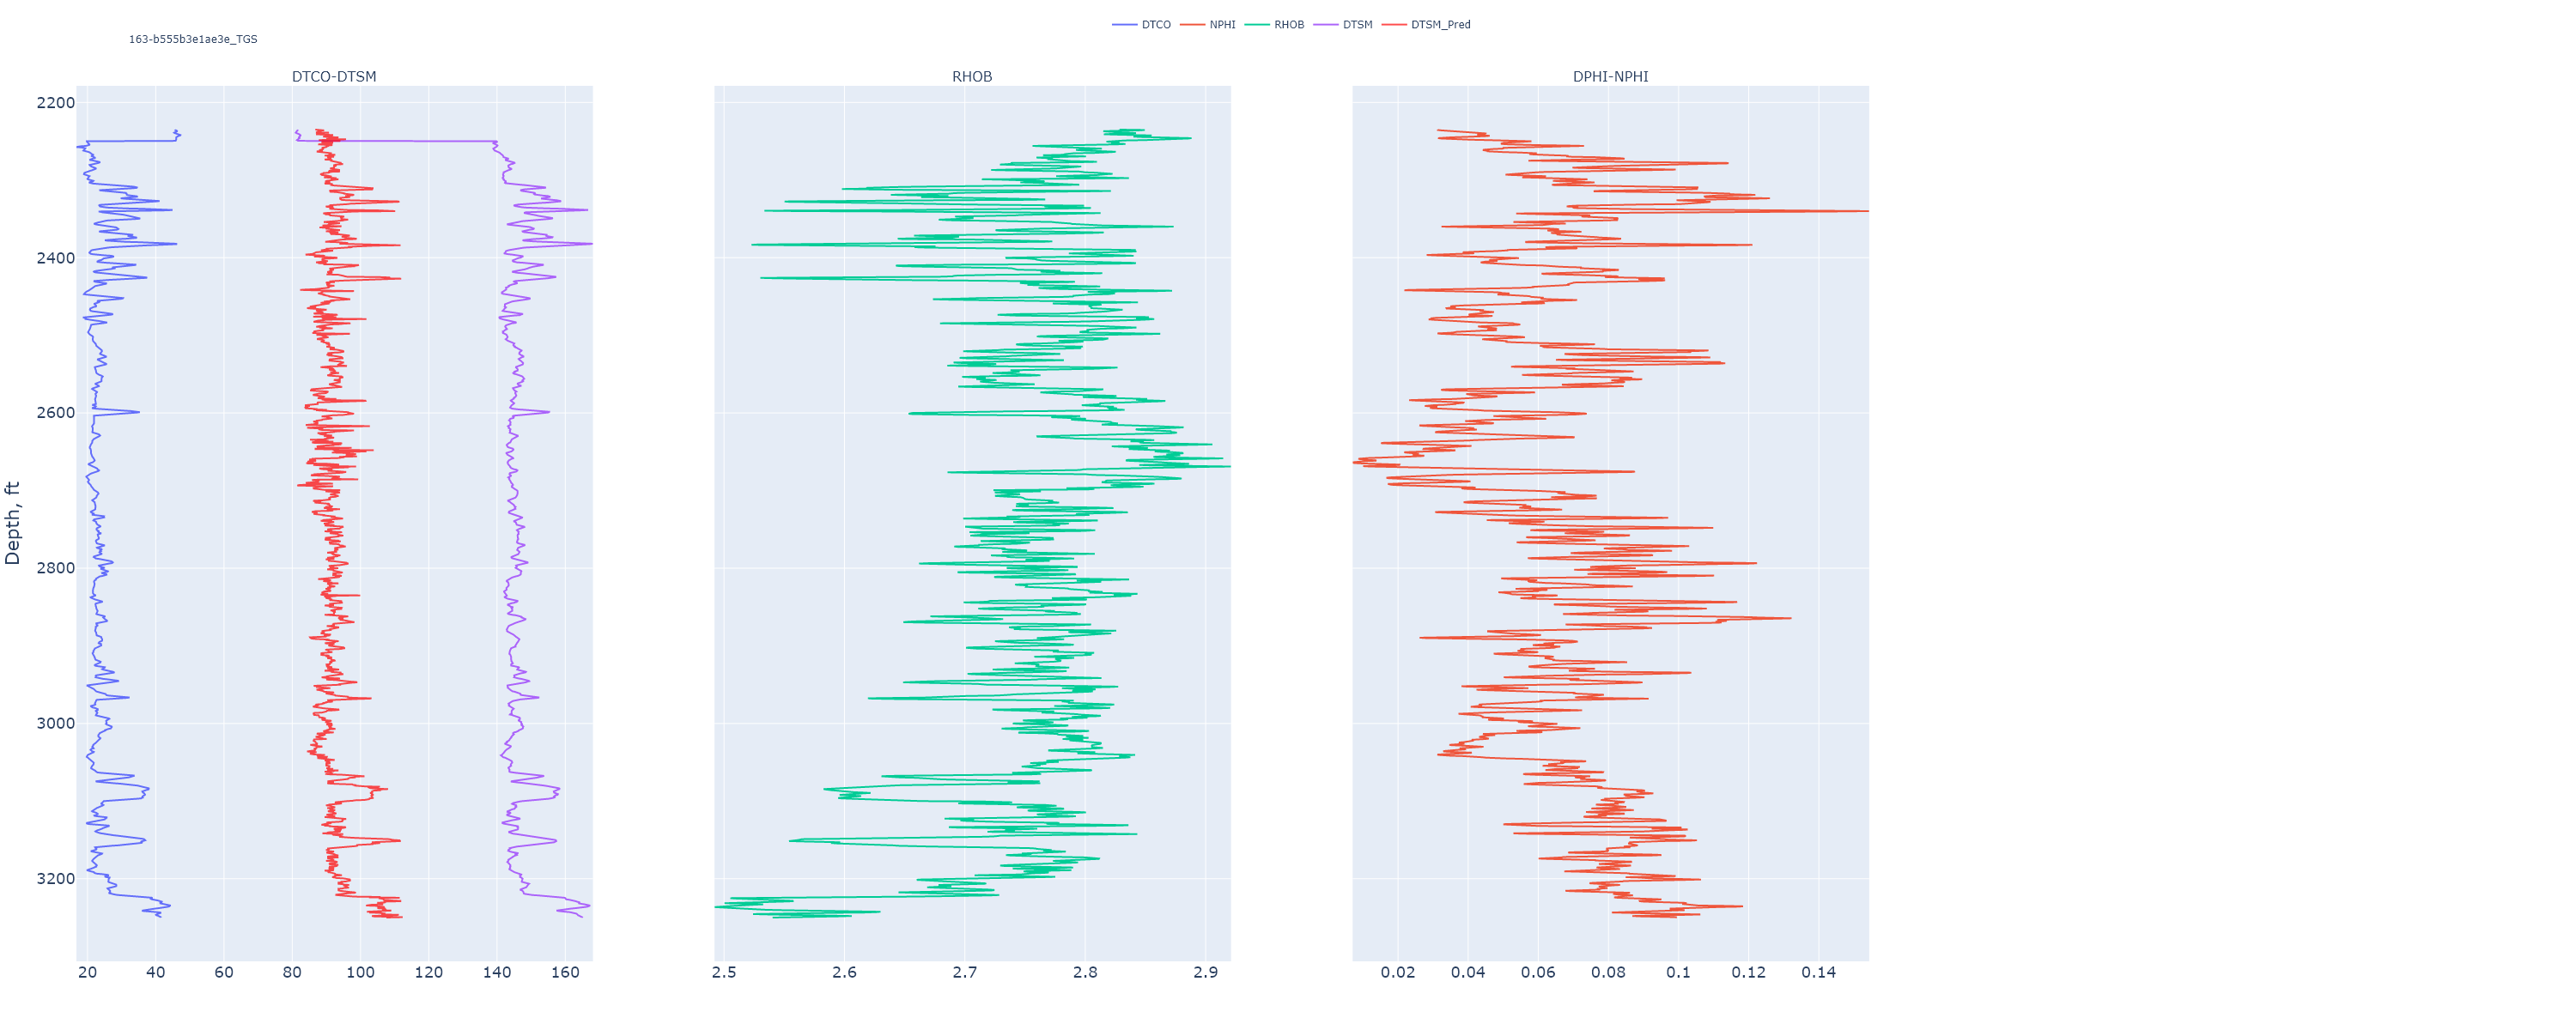 DTCO NPHI RHOB DTSM DTSM_Pred
163-b555b3e1ae3e_TGS
DTCO-DTSM RHOB DPHI-NPHI
2200
2400
2600
2800
3000
3200
Depth, ft
20 40 60 80 100 120 140 160
2.5 2.6 2.7 2.8 2.9
0.02 0.04 0.06 0.08 0.1 0.12 0.14